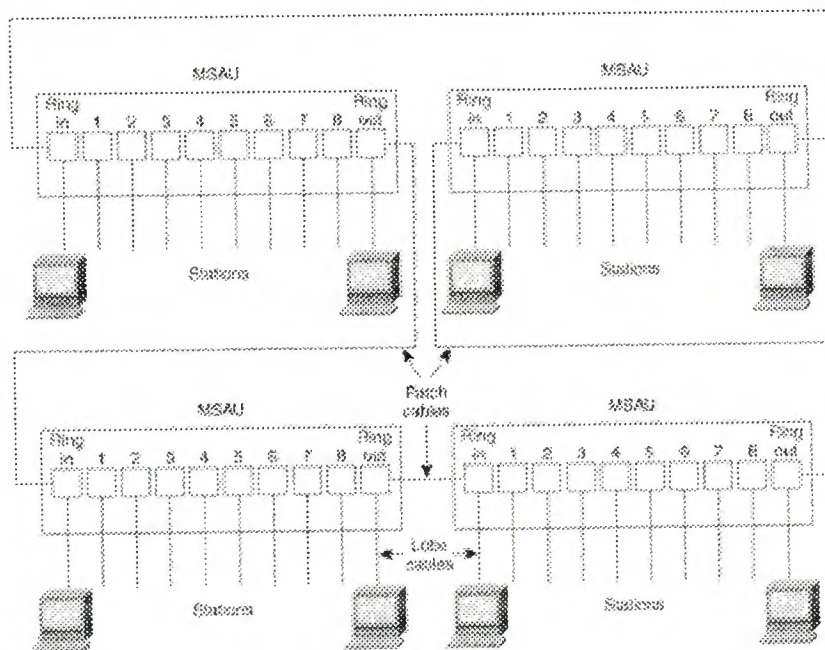 MSAU
MSAU
Ring in 1 2 3 4 5 6 7 8 Ring out
Ring in 1 2 3 4 5 6 7 8 Ring out
Stations
Stations
Patch cables
MSAU
MSAU
Ring in 1 2 3 4 5 6 7 8 Ring out
Ring in 1 2 3 4 5 6 7 8 Ring out
Lobe cables
Stations
Stations